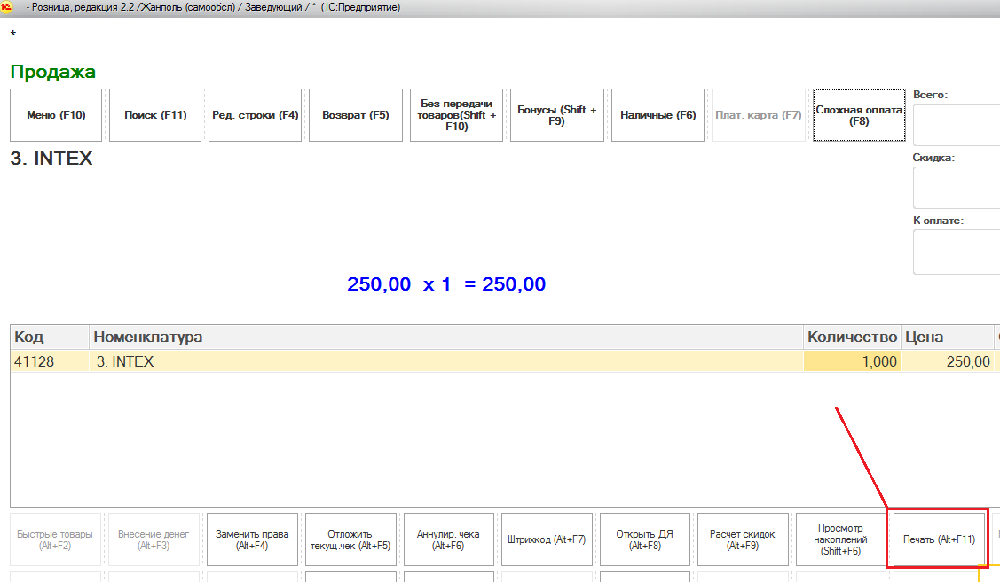 1С - Розница, редакция 2.2 /Жанполь (самообсл) / Заведующий / * (1С:Предприятие)
*
Продажа
Меню (F10)
Поиск (F11)
Ред. строки (F4)
Возврат (F5)
Без передачи
товаров(Shift +
F10)
Бонусы (Shift +
F9)
Наличные (F6)
Плат. карта (F7)
Сложная оплата
(F8)
Всего:
3. INTEX
Скидка:
К оплате:
250,00 x 1 = 250,00
Код Номенклатура Количество Цена
41128 3. INTEX 1,000 250,00
Быстрые товары
(Alt+F2)
Внесение денег
(Alt+F3)
Заменить права
(Alt+F4)
Отложить
текущ.чек (Alt+F5)
Аннулир. чека
(Alt+F6)
Штрихкод (Alt+F7)
Открыть ДЯ
(Alt+F8)
Расчет скидок
(Alt+F9)
Просмотр
накоплений
(Shift+F6)
Печать (Alt+F11)